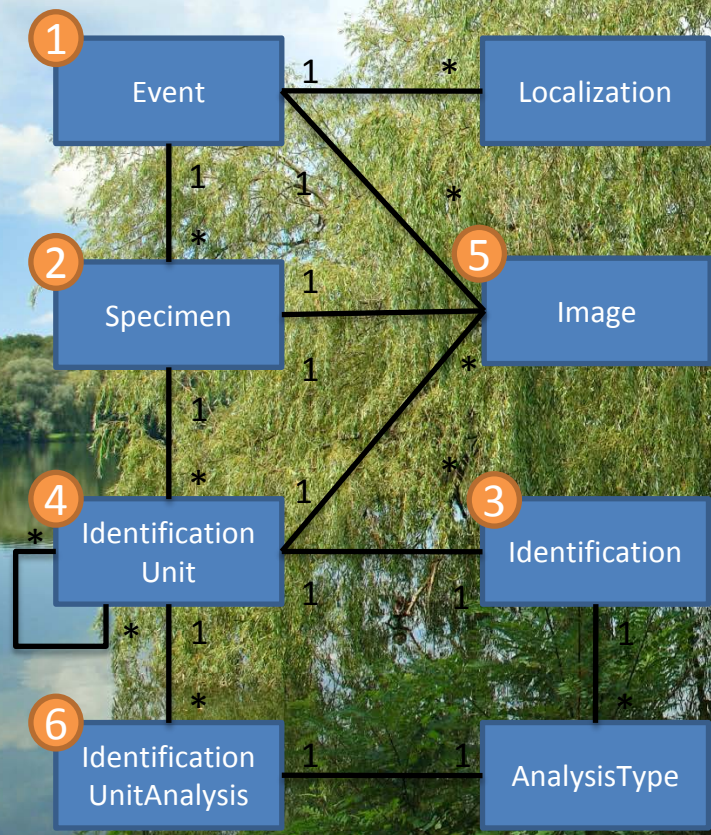 1
Event
1
*
Localization
1
1
*
*
2
5
Specimen
1
Image
1
*
1
*
*
4
1
3
*
Identification
Unit
Identification
1
1
*
1
1
*
*
6
Identification
UnitAnalysis
1
1
AnalysisType